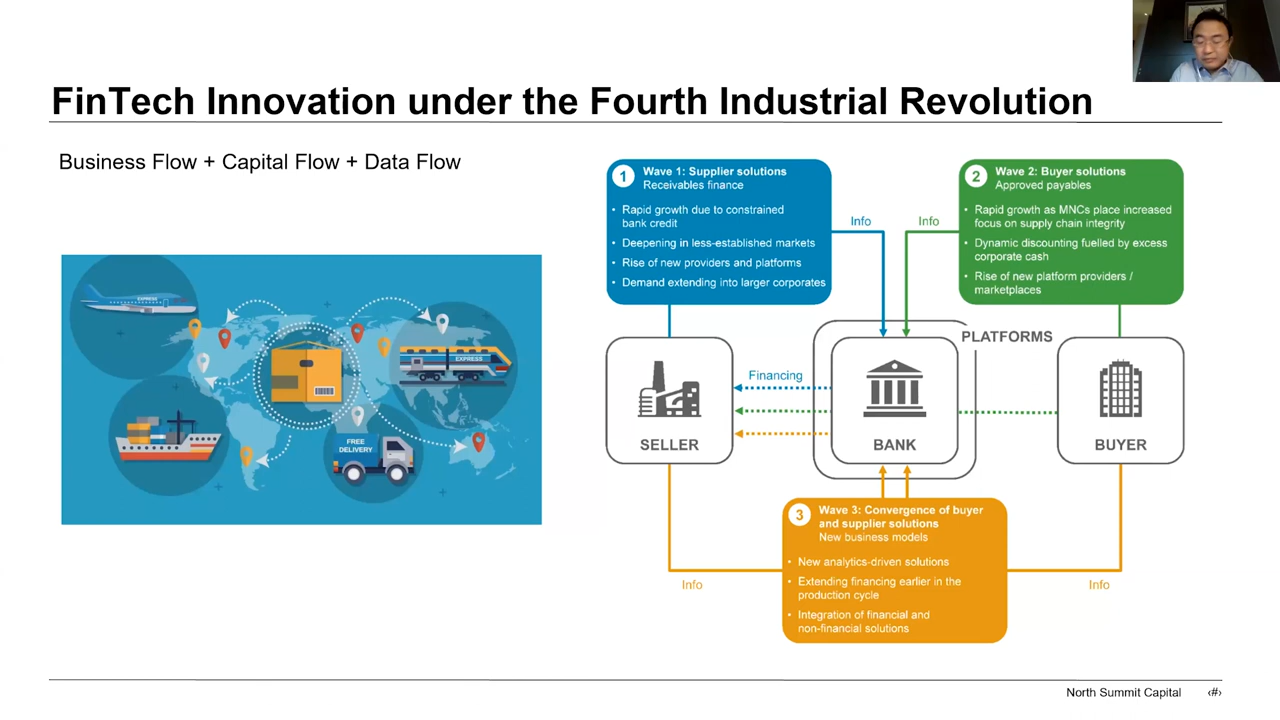 FinTech Innovation under the Fourth Industrial Revolution
Business Flow + Capital Flow + Data Flow
EXPRESS
EXPRESS
FREE
DELIVERY
1
Wave 1: Supplier solutions
Receivables finance
• Rapid growth due to constrained
bank credit
• Deepening in less-established markets
• Rise of new providers and platforms
• Demand extending into larger corporates
Info
Info
2
Wave 2: Buyer solutions
Approved payables
• Rapid growth as MNCs place increased
focus on supply chain integrity
• Dynamic discounting fuelled by excess
corporate cash
• Rise of new platform providers /
marketplaces
PLATFORMS
Financing
SELLER
BANK
BUYER
3
Wave 3: Convergence of buyer
and supplier solutions
New business models
• New analytics-driven solutions
• Extending financing earlier in the
production cycle
• Integration of financial and
non-financial solutions
Info
Info
North Summit Capital
‹#›